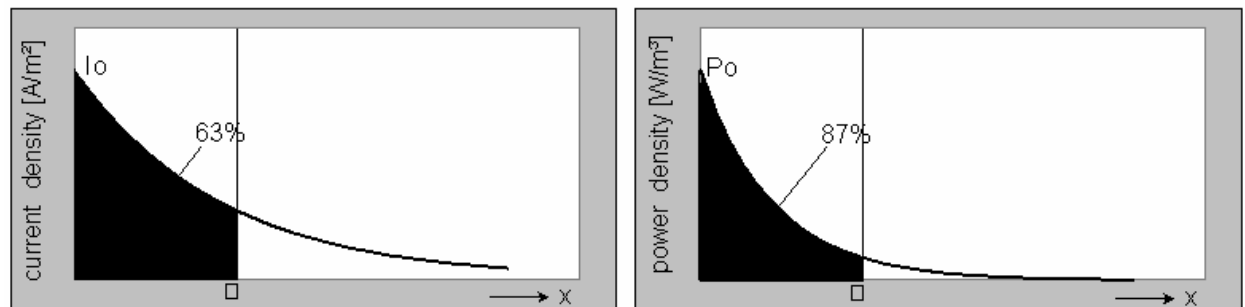 current density [A/m²]
Io
63%
□
x
power density [W/m³]
Po
87%
□
x